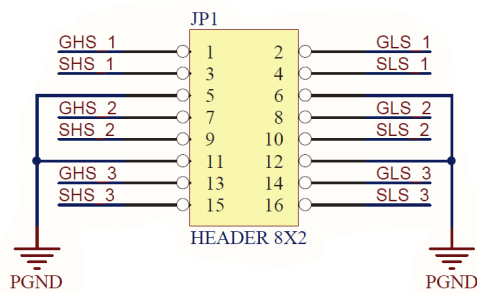 JP1
GHS_1 1 2 GLS_1
SHS_1 3 4 SLS_1
5 6
GHS_2 7 8 GLS_2
SHS_2 9 10 SLS_2
11 12
GHS_3 13 14 GLS_3
SHS_3 15 16 SLS_3
HEADER 8X2
PGND PGND